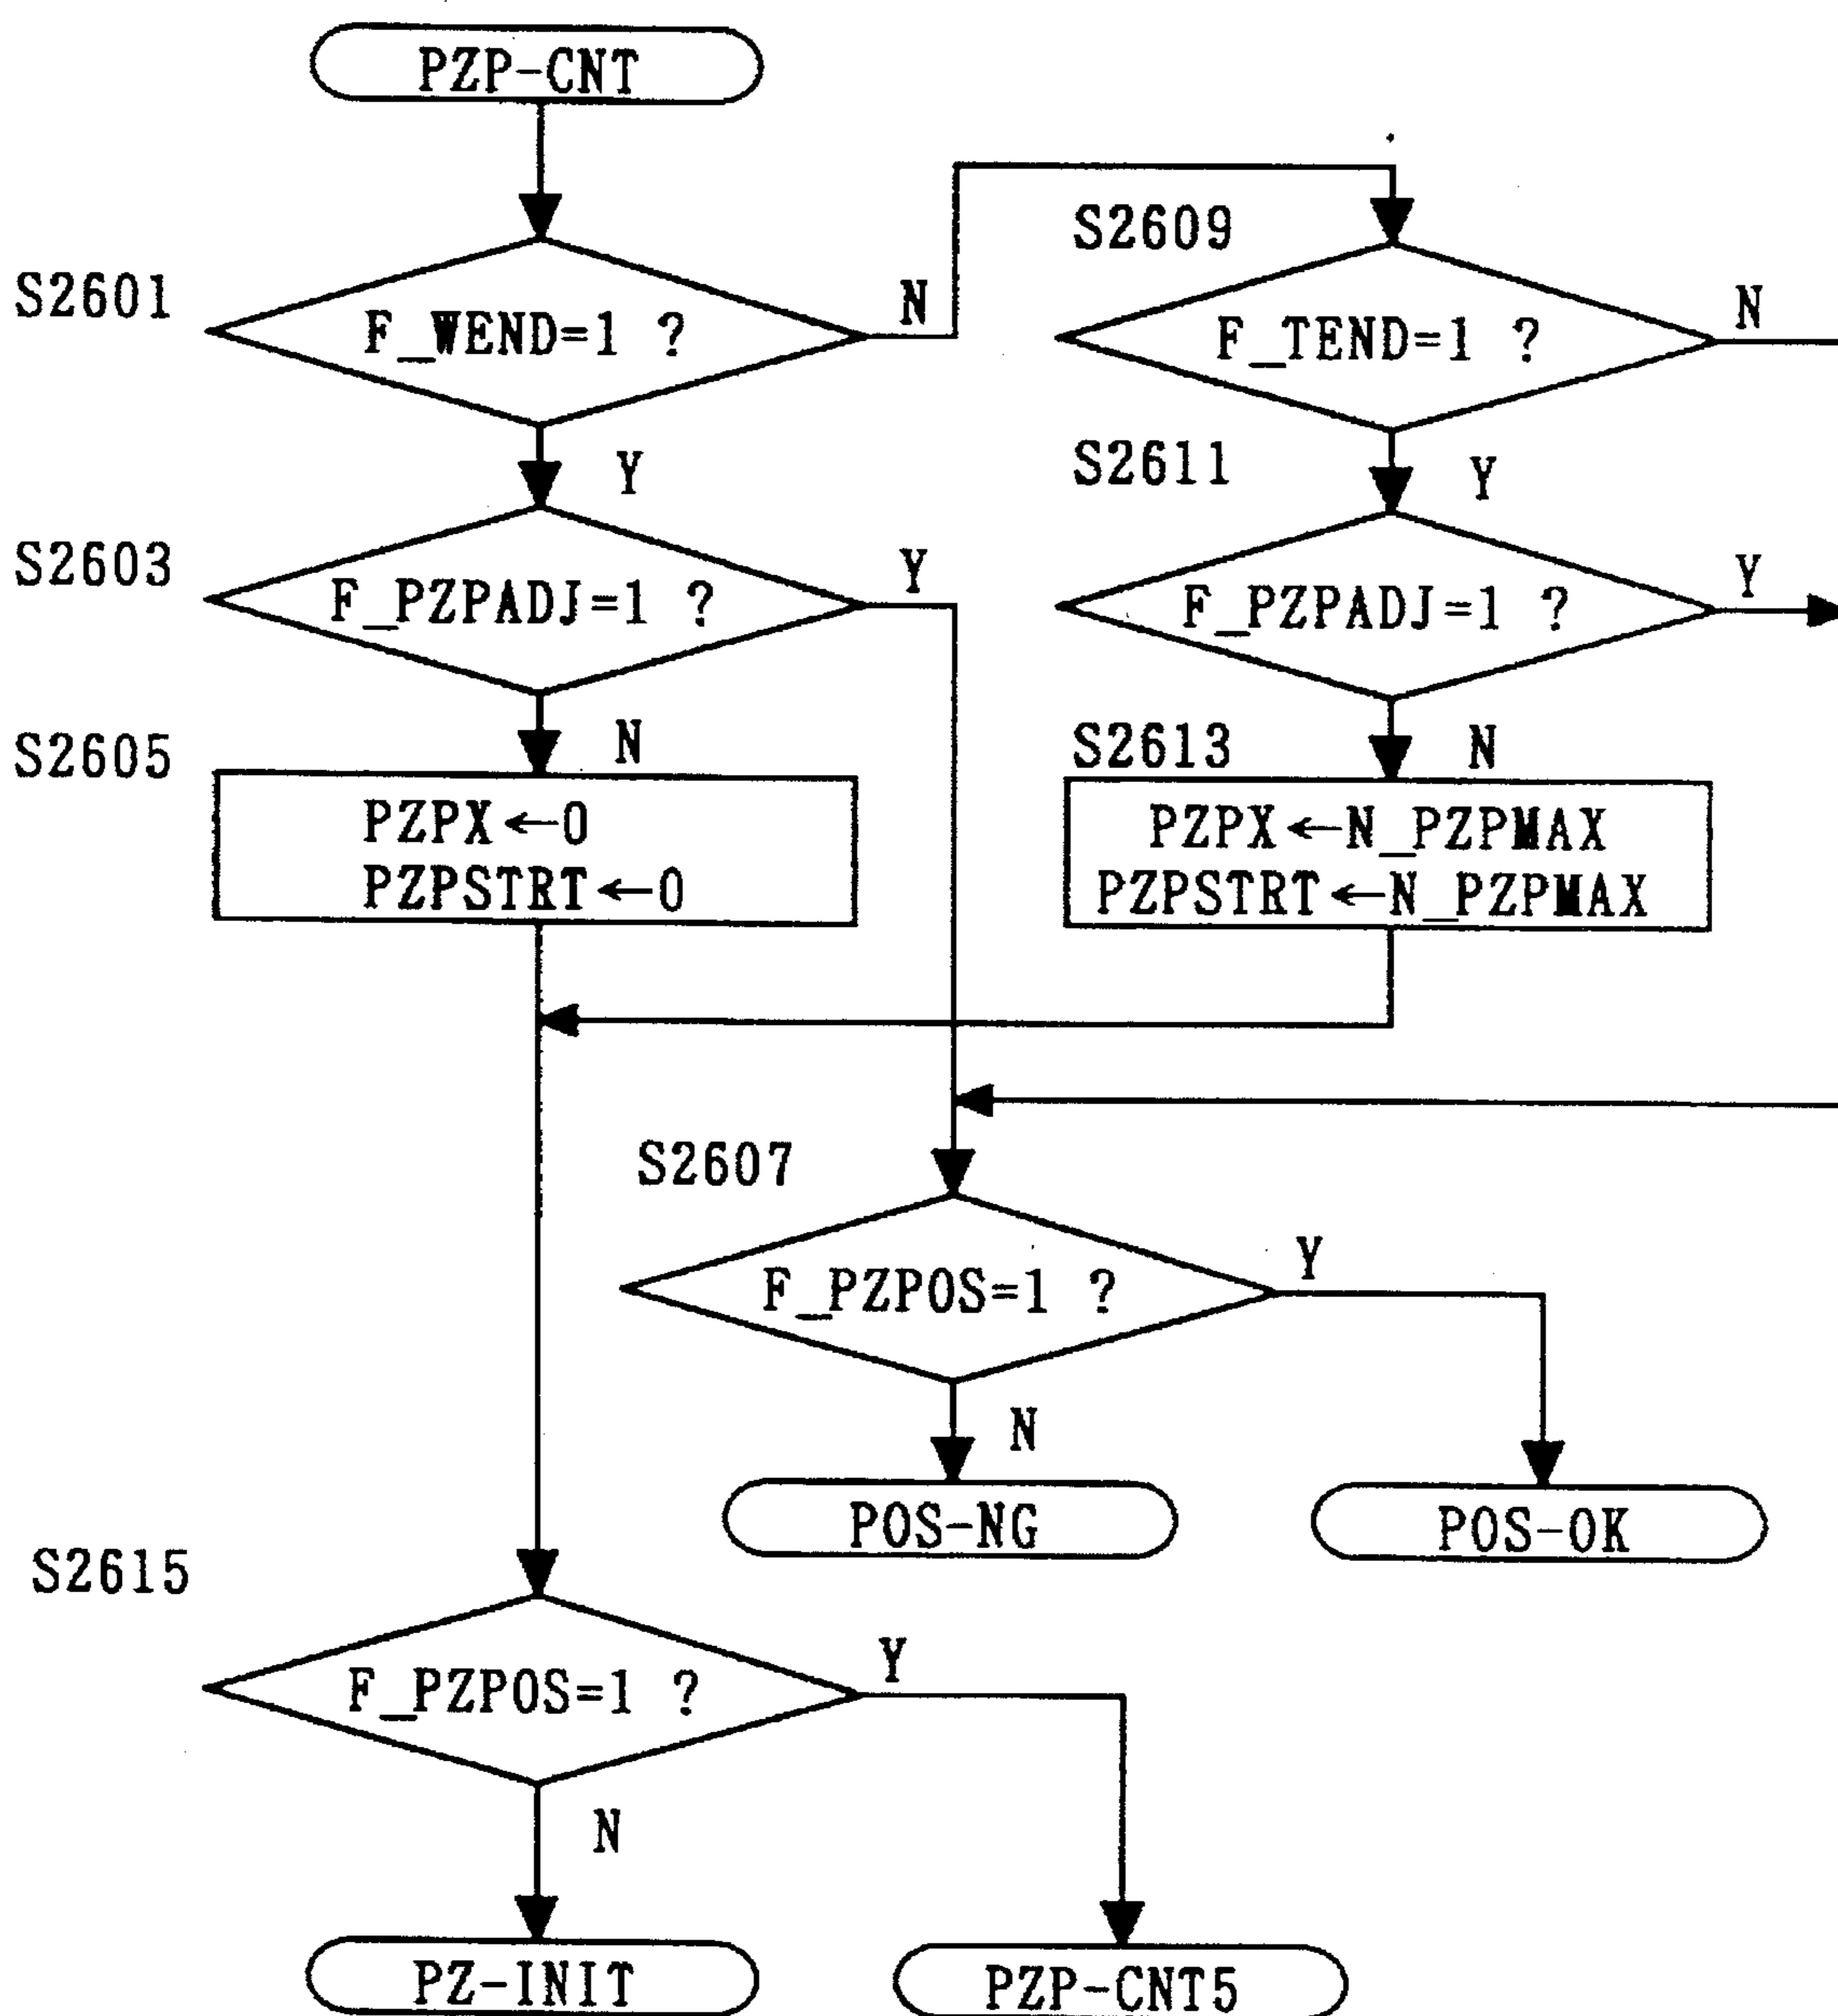 PZP-CNT
S2601
F_WEND=1 ?
N
Y
S2609
F_TEND=1 ?
N
Y
S2603
F_PZPADJ=1 ?
Y
N
S2611
F_PZPADJ=1 ?
Y
N
S2605
PZPX←0
PZPSTRT←0
S2613
PZPX←N_PZPMAX
PZPSTRT←N_PZPMAX
S2607
F_PZPOS=1 ?
Y
N
POS-NG
POS-OK
S2615
F_PZPOS=1 ?
Y
N
PZ-INIT
PZP-CNT5